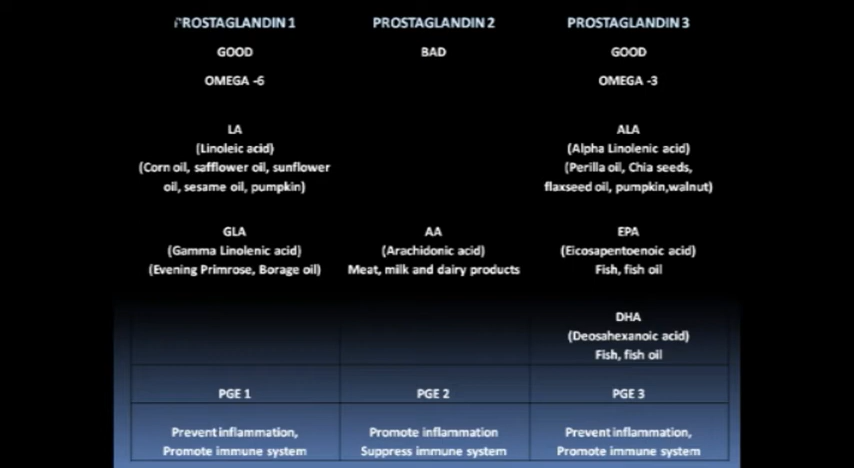 PROSTAGLANDIN 1 PROSTAGLANDIN 2 PROSTAGLANDIN 3
GOOD BAD GOOD
OMEGA -6 OMEGA -3
LA ALA
(Linoleic acid) (Alpha Linolenic acid)
(Corn oil, safflower oil, sunflower (Perilla oil, Chia seeds,
oil, sesame oil, pumpkin) flaxseed oil, pumpkin,walnut)
GLA AA EPA
(Gamma Linolenic acid) (Arachidonic acid) (Eicosapentoenoic acid)
(Evening Primrose, Borage oil) Meat, milk and dairy products Fish, fish oil
DHA
(Deosahexanoic acid)
Fish, fish oil
PGE 1 PGE 2 PGE 3
Prevent inflammation, Promote inflammation Prevent inflammation,
Promote immune system Suppress immune system Promote immune system